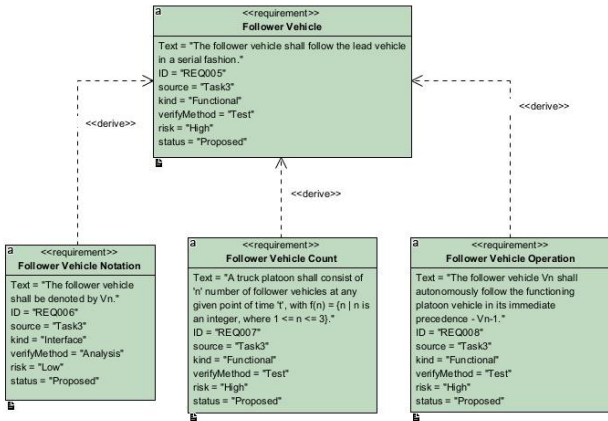 a
<<requirement>>
Follower Vehicle
Text = "The follower vehicle shall follow the lead vehicle
in a serial fashion."
ID = "REQ005"
source = "Task3"
kind = "Functional"
verifyMethod = "Test"
risk = "High"
status = "Proposed"
<<derive>>
<<derive>>
<<derive>>
a
<<requirement>>
Follower Vehicle Notation
Text = "The follower vehicle
shall be denoted by Vn."
ID = "REQ006"
source = "Task3"
kind = "Interface"
verifyMethod = "Analysis"
risk = "Low"
status = "Proposed"
a
<<requirement>>
Follower Vehicle Count
Text = "A truck platoon shall consist of
'n' number of follower vehicles at any
given point of time 't', with f(n) = {n | n is
an integer, where 1 <= n <= 3}."
ID = "REQ007"
source = "Task3"
kind = "Functional"
verifyMethod = "Test"
risk = "High"
status = "Proposed"
a
<<requirement>>
Follower Vehicle Operation
Text = "The follower vehicle Vn shall
autonomously follow the functioning
platoon vehicle in its immediate
precedence - Vn-1."
ID = "REQ008"
source = "Task3"
kind = "Functional"
verifyMethod = "Test"
risk = "High"
status = "Proposed"